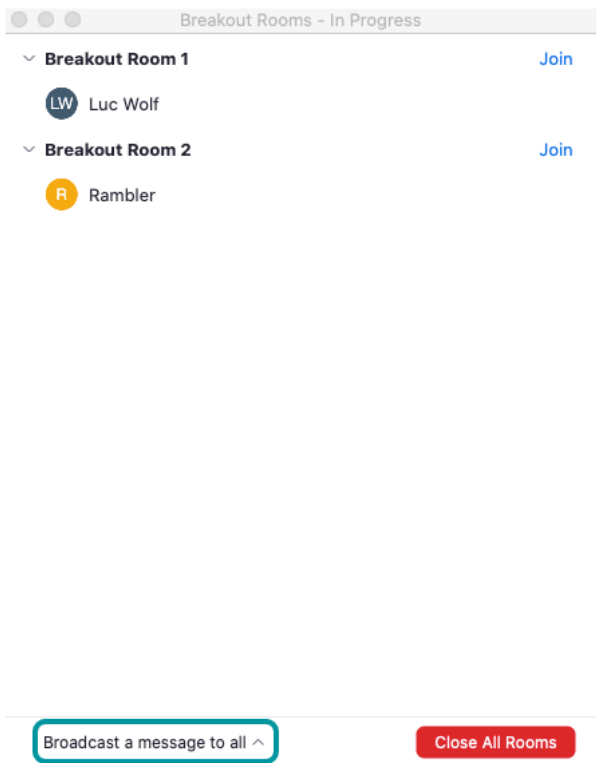 Breakout Rooms - In Progress
Breakout Room 1 Join
LW Luc Wolf
Breakout Room 2 Join
R Rambler
Broadcast a message to all Close All Rooms